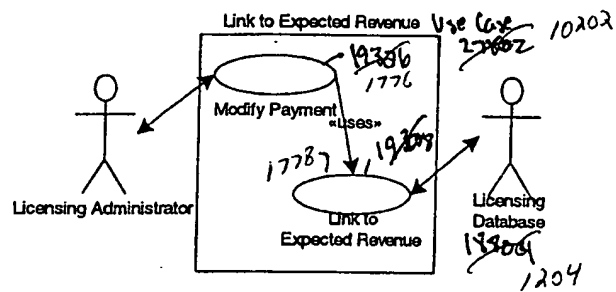 Link to Expected Revenue Use Case
10202
1776
Modify Payment
«uses»
1778
Licensing Administrator
Link to
Expected Revenue
Licensing
Database
1204